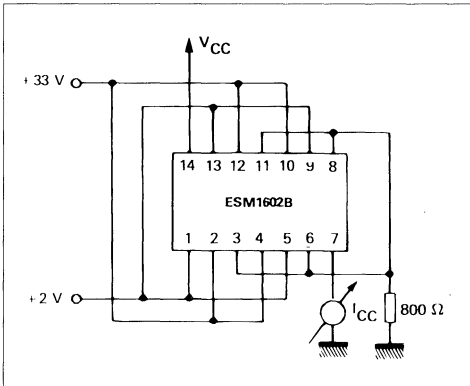 VCC
+ 33 V
14 13 12 11 10 9 8
ESM1602B
1 2 3 4 5 6 7
+ 2 V
ICC
800 Ω